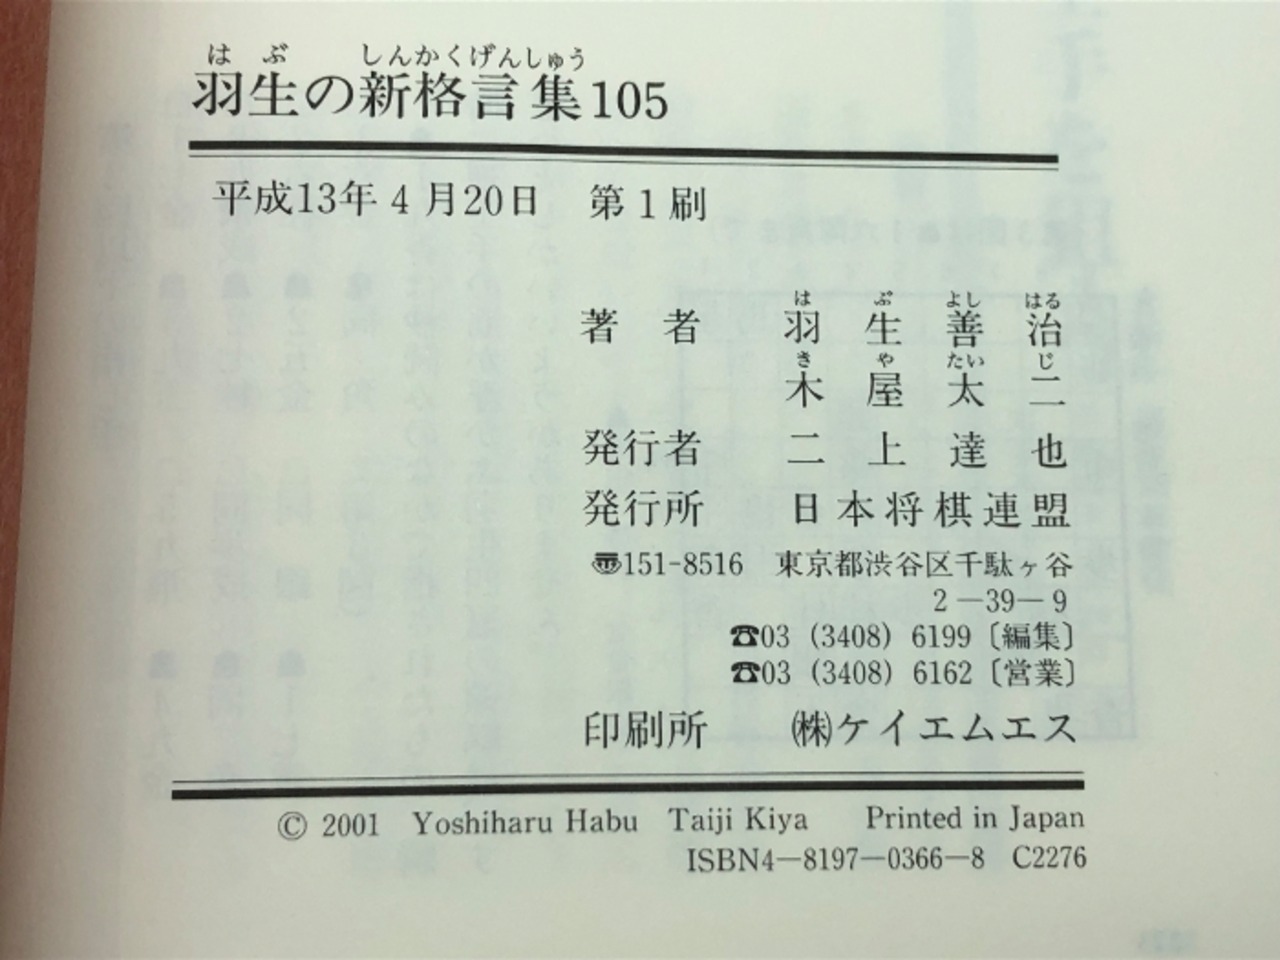 はぶ しんかくげんしゅう
羽生の新格言集105
平成13年4月20日 第1刷
は ぶ よし はる
著者 羽生善治
き や たい じ
木屋太二
発行者 二上達也
発行所 日本将棋連盟
〠151-8516 東京都渋谷区千駄ヶ谷
2-39-9
☎03 (3408) 6199〔編集〕
☎03 (3408) 6162〔営業〕
印刷所 ㈱ケイエムエス
© 2001 Yoshiharu Habu Taiji Kiya Printed in Japan
ISBN4-8197-0366-8 C2276